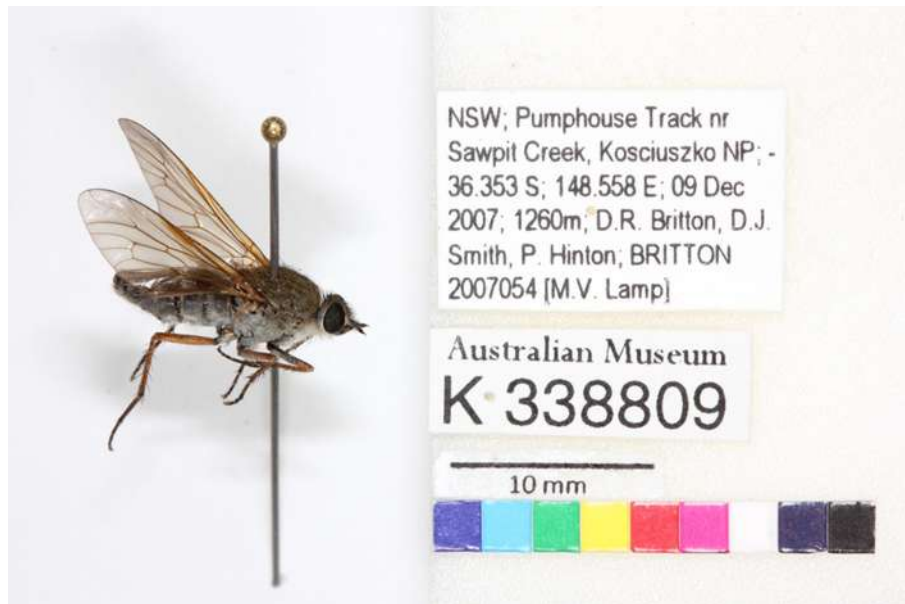 NSW; Pumphouse Track nr
Sawpit Creek, Kosciuszko NP; -
36.353 S; 148.558 E; 09 Dec
2007; 1260m; D.R. Britton, D.J.
Smith, P. Hinton; BRITTON
2007054 [M.V. Lamp]
Australian Museum
K 338809
10 mm